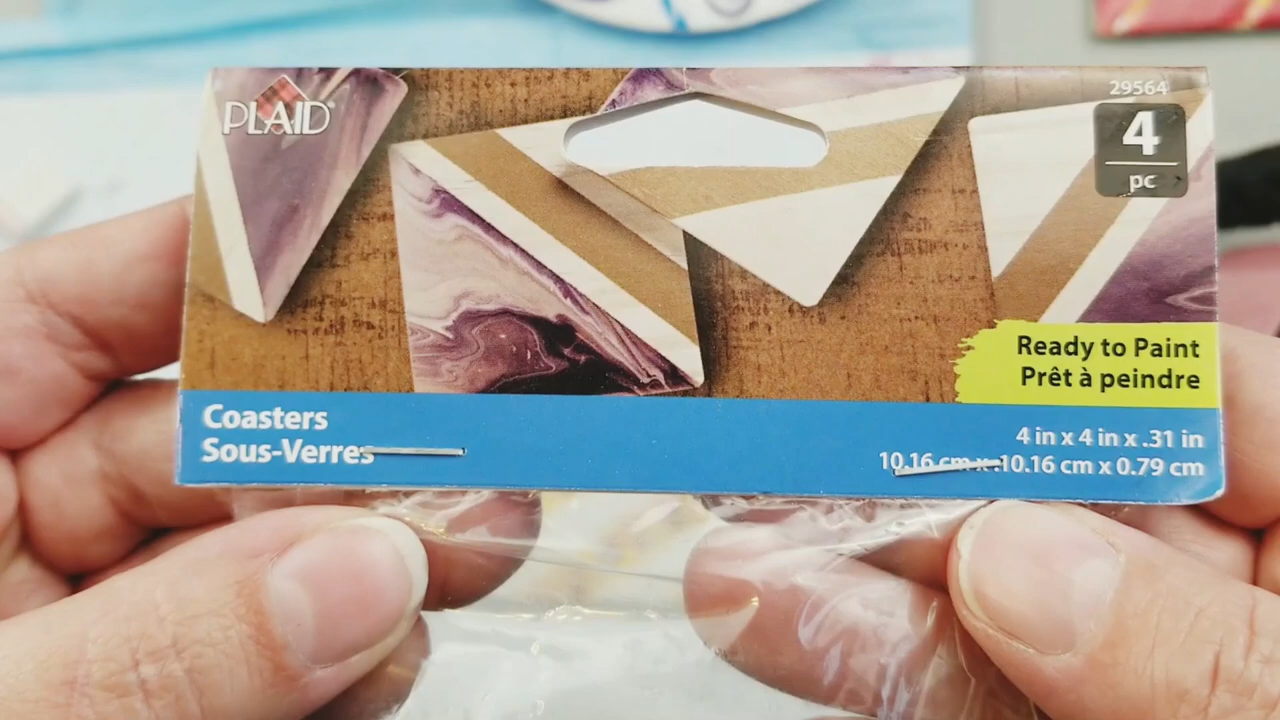 PLAID®
29564
4
pc
Ready to Paint
Prêt à peindre
Coasters
Sous-Verres
4 in x 4 in x .31 in
10.16 cm x 10.16 cm x 0.79 cm